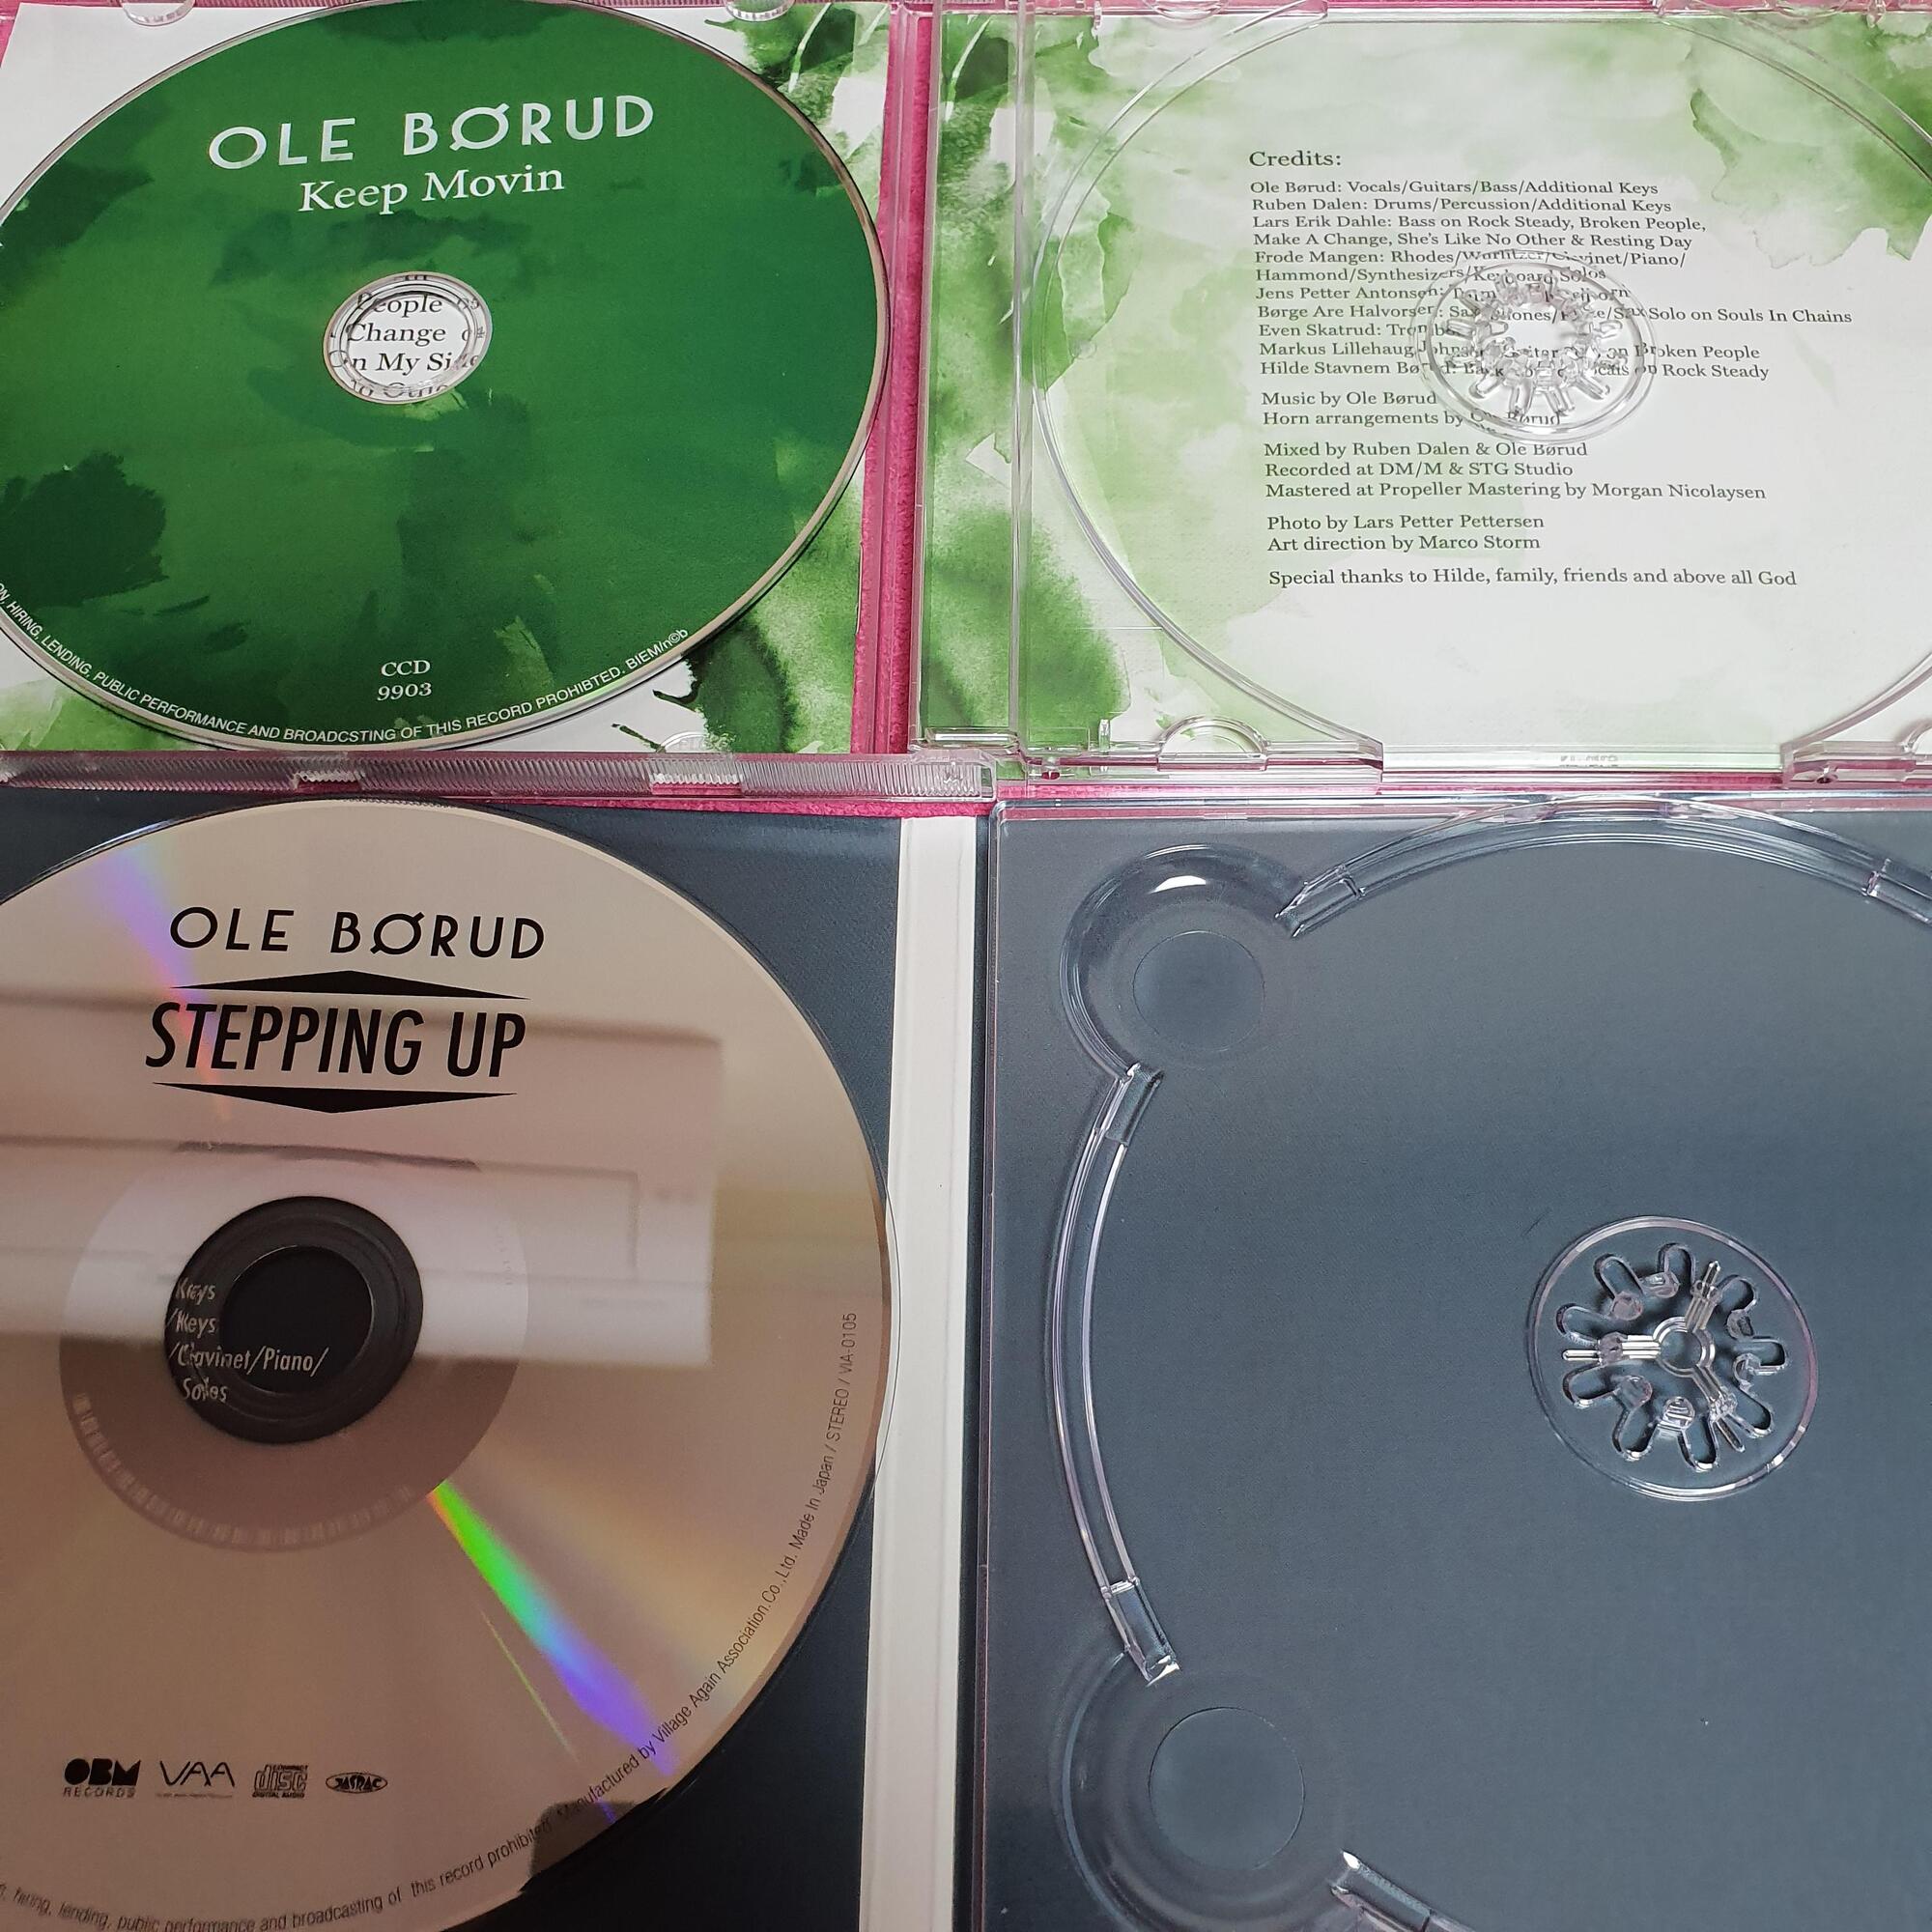 OLE BØRUD
Keep Movin
People
Change
On My Side
CCD
9903
HIRING, LENDING, PUBLIC PERFORMANCE AND BROADCSTING OF THIS RECORD PROHIBTED. BIEM/n©b
Credits:
Ole Børud: Vocals/Guitars/Bass/Additional Keys
Ruben Dalen: Drums/Percussion/Additional Keys
Lars Erik Dahle: Bass on Rock Steady, Broken People,
Make A Change, She's Like No Other & Resting Day
Frode Mangen: Rhodes/Wurlitzer/Clavinet/Piano/
Hammond/Synthesizers/Keyboard Solos
Jens Petter Antonsen:
Børge Are Halvorsen: Saxophones/ Solo on Souls In Chains
Even Skatrud:
Markus Lillehaug Johnsen: Guitar on Broken People
Hilde Stavnem Børud: on Rock Steady
Music by Ole Børud
Horn arrangements by Ole Børud
Mixed by Ruben Dalen & Ole Børud
Recorded at DM/M & STG Studio
Mastered at Propeller Mastering by Morgan Nicolaysen
Photo by Lars Petter Pettersen
Art direction by Marco Storm
Special thanks to Hilde, family, friends and above all God
OLE BØRUD
STEPPING UP
Keys
/Keys
/Clavinet/Piano/
Solos
OBM RECORDS VAA COMPACT disc DIGITAL AUDIO JASRAC
hiring, lending, public performance and broadcasting of this record prohibited. Manufactured by Village Again Association.Co.,Ltd. Made In Japan / STEREO / VIA-0105